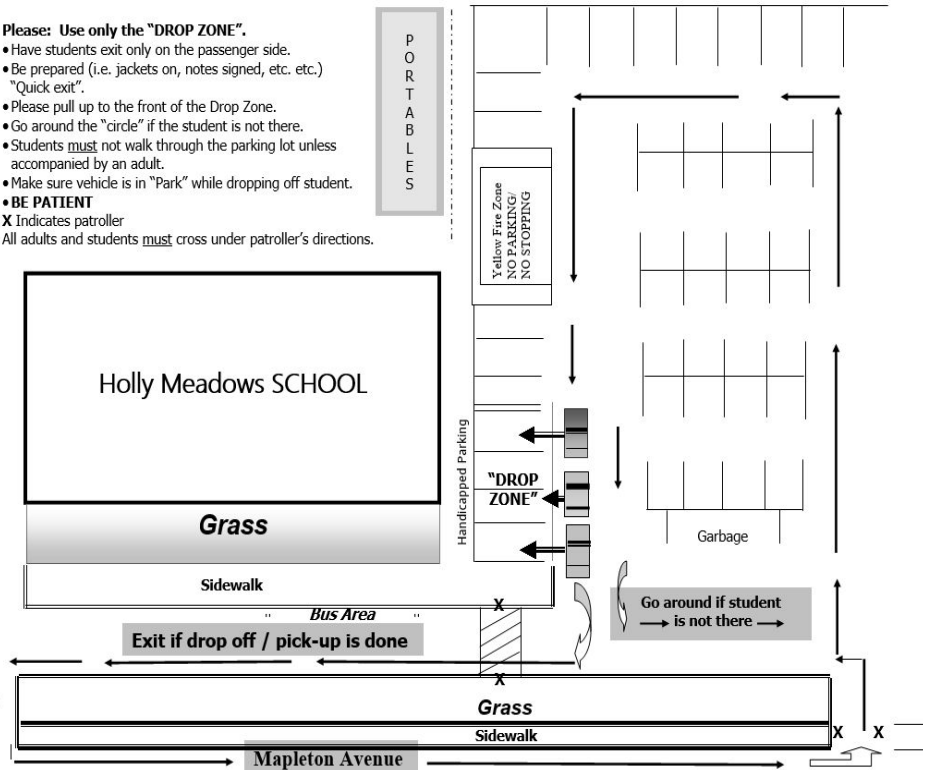 Please: Use only the “DROP ZONE”.
• Have students exit only on the passenger side.
• Be prepared (i.e. jackets on, notes signed, etc. etc.)
“Quick exit”.
• Please pull up to the front of the Drop Zone.
• Go around the “circle” if the student is not there.
• Students must not walk through the parking lot unless
accompanied by an adult.
• Make sure vehicle is in “Park” while dropping off student.
• BE PATIENT
X Indicates patroller
All adults and students must cross under patroller’s directions.
PORTABLES
Yellow Fire Zone
NO PARKING/
NO STOPPING
Holly Meadows SCHOOL
Handicapped Parking
“DROP
ZONE”
Grass
Garbage
Sidewalk
X
Bus Area
" "
Go around if student
is not there
Exit if drop off / pick-up is done
X
Grass
Sidewalk
X X
Mapleton Avenue